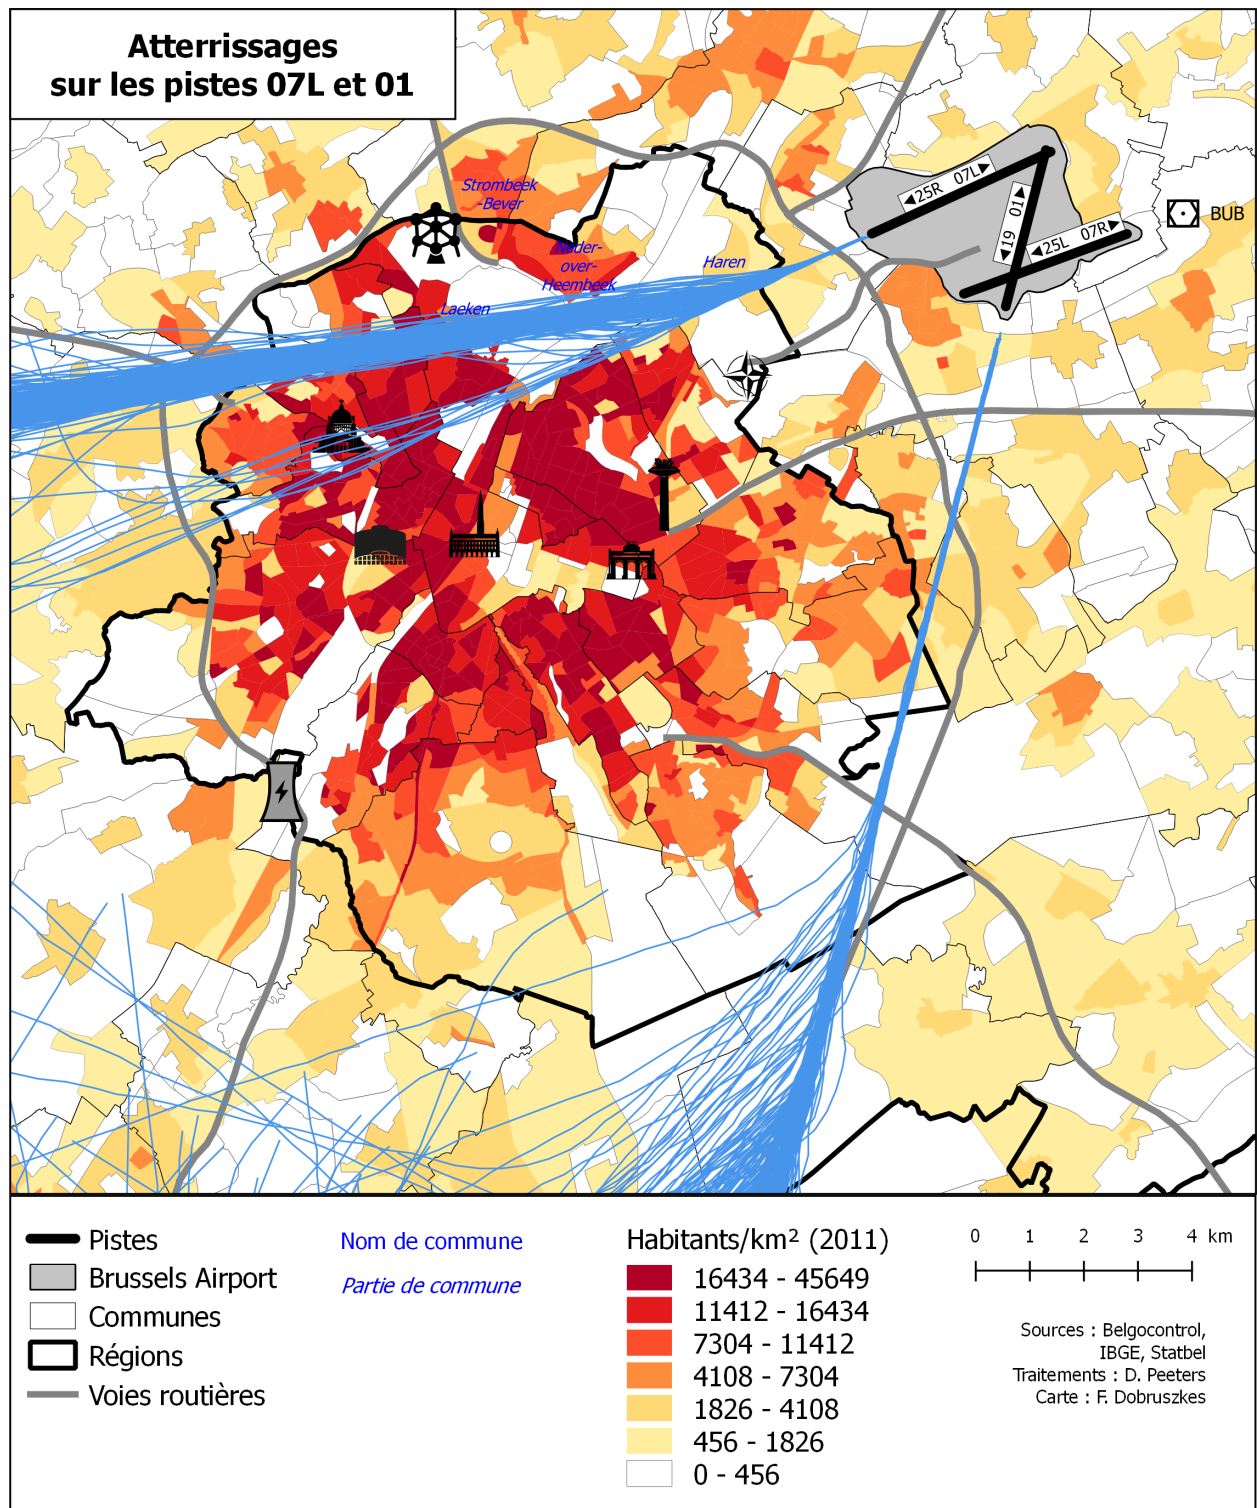 Atterrissages
sur les pistes 07L et 01
Strombeek
-Bever
Neder-
over-
Heembeek
Haren
Laeken
◄25R 07L►
◄19 01►
◄25L 07R►
BUB
Pistes
Brussels Airport
Communes
Régions
Voies routières
Nom de commune
Partie de commune
Habitants/km² (2011)
16434 - 45649
11412 - 16434
7304 - 11412
4108 - 7304
1826 - 4108
456 - 1826
0 - 456
0 1 2 3 4 km
Sources : Belgocontrol,
IBGE, Statbel
Traitements : D. Peeters
Carte : F. Dobruszkes